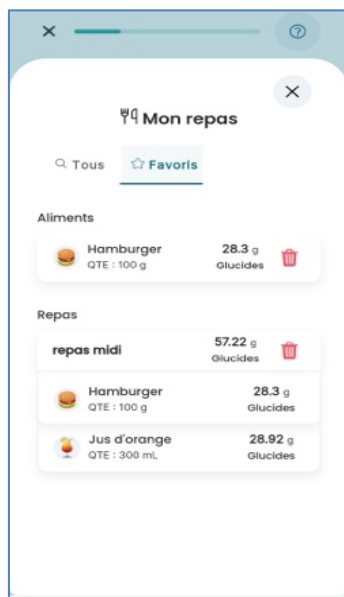 Mon repas
Tous Favoris
Aliments
Hamburger 28.3 g
QTE : 100 g Glucides
Repas
repas midi 57.22 g
Glucides
Hamburger 28.3 g
QTE : 100 g Glucides
Jus d'orange 28.92 g
QTE : 300 mL Glucides